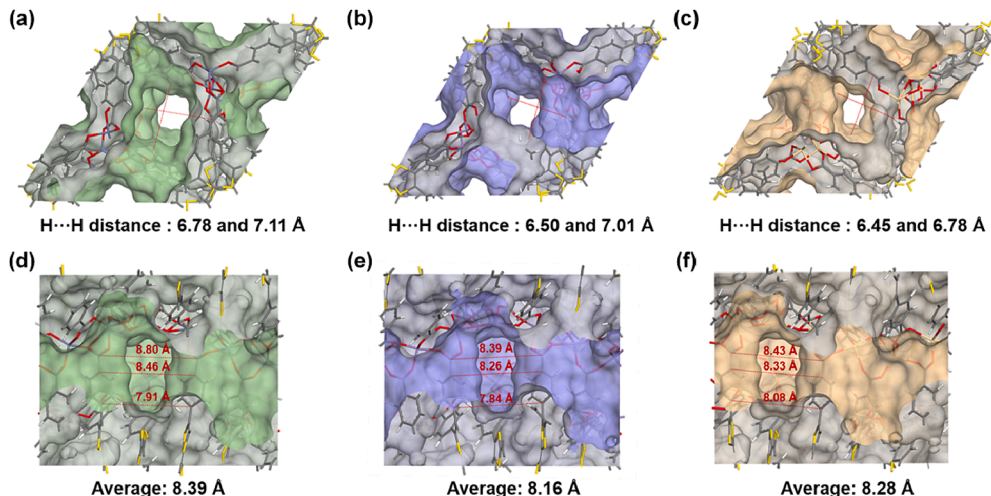 (a)
(b)
(c)
H···H distance : 6.78 and 7.11 Å
H···H distance : 6.50 and 7.01 Å
H···H distance : 6.45 and 6.78 Å
(d)
(e)
(f)
8.80 Å
8.46 Å
7.91 Å
8.39 Å
8.26 Å
7.84 Å
8.43 Å
8.33 Å
8.08 Å
Average: 8.39 Å
Average: 8.16 Å
Average: 8.28 Å